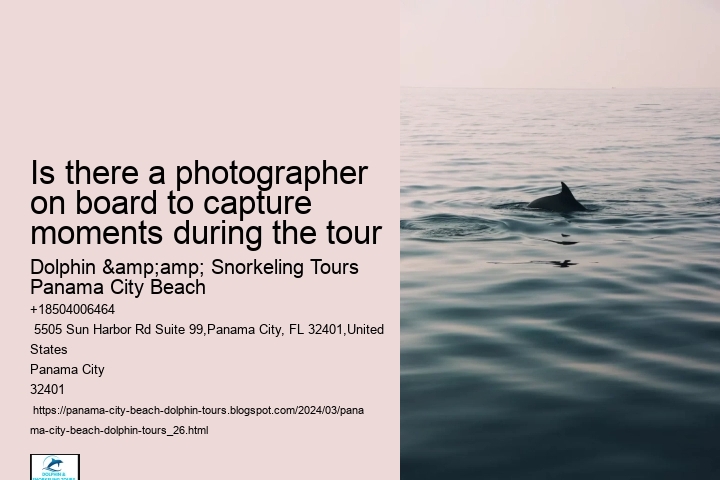 Is there a photographer
on board to capture
moments during the tour
Dolphin &amp;amp; Snorkeling Tours
Panama City Beach
+18504006464
5505 Sun Harbor Rd Suite 99,Panama City, FL 32401,United
States
Panama City
32401
https://panama-city-beach-dolphin-tours.blogspot.com/2024/03/pana
ma-city-beach-dolphin-tours_26.html
DOLPHIN &
SNORKELING TOURS